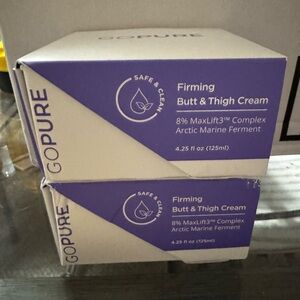 GOPURE
GOPURE
SAFE & CLEAN
Firming
Butt & Thigh Cream
8% MaxLift3™ Complex
Arctic Marine Ferment
4.25 fl oz (125ml)
GOPURE
SAFE & CLEAN
Firming
Butt & Thigh Cream
8% MaxLift3™ Complex
Arctic Marine Ferment
4.25 fl oz (125ml)